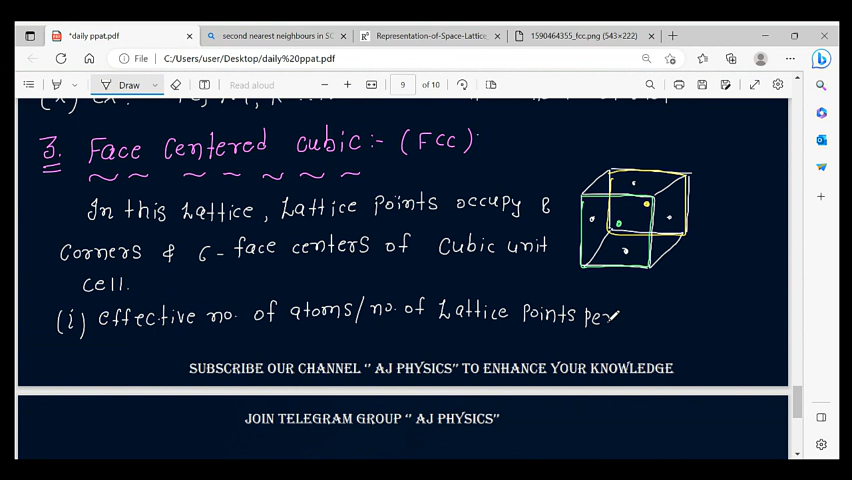 *daily ppat.pdf
second nearest neighbours in SC
Representation-of-Space-Lattice
1590464355_fcc.png (543×222)
File C:/Users/user/Desktop/daily%20ppat.pdf
Draw Read aloud 9 of 10
3. Face Centered cubic:- (FCC):
In this Lattice, Lattice Points occupy 8
Corners & 6-face centers of Cubic unit
cell.
(i) effective no. of atoms/no. of Lattice points per
SUBSCRIBE OUR CHANNEL " AJ PHYSICS" TO ENHANCE YOUR KNOWLEDGE
JOIN TELEGRAM GROUP " AJ PHYSICS"